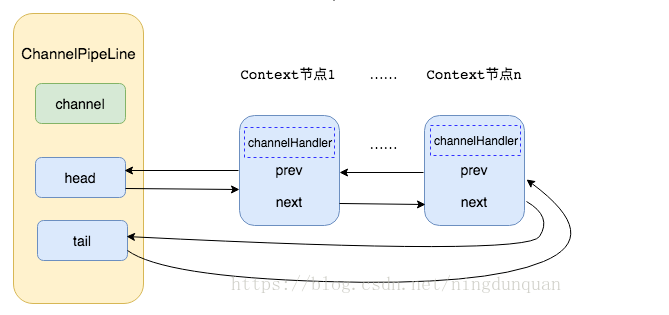 ChannelPipeLine
channel
head
tail
Context节点1
......
Context节点n
channelHandler
prev
next
......
channelHandler
prev
next
https://blog.csdn.net/ningdunquan